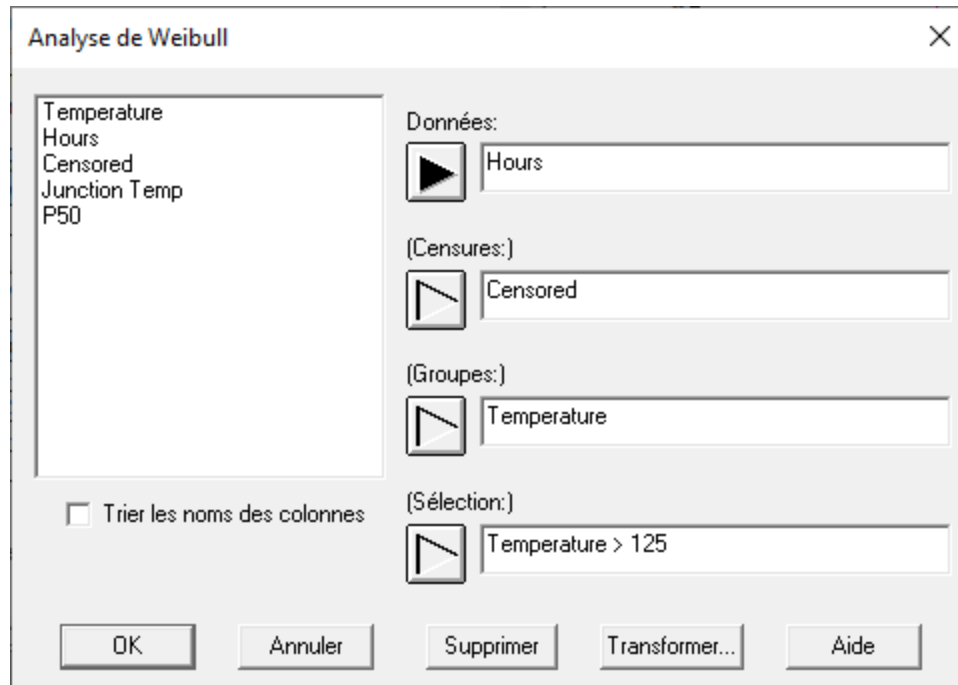 Analyse de Weibull
Temperature
Hours
Censored
Junction Temp
P50
Trier les noms des colonnes
Données:
Hours
(Censures:)
Censored
(Groupes:)
Temperature
(Sélection:)
Temperature > 125
OK
Annuler
Supprimer
Transformer...
Aide